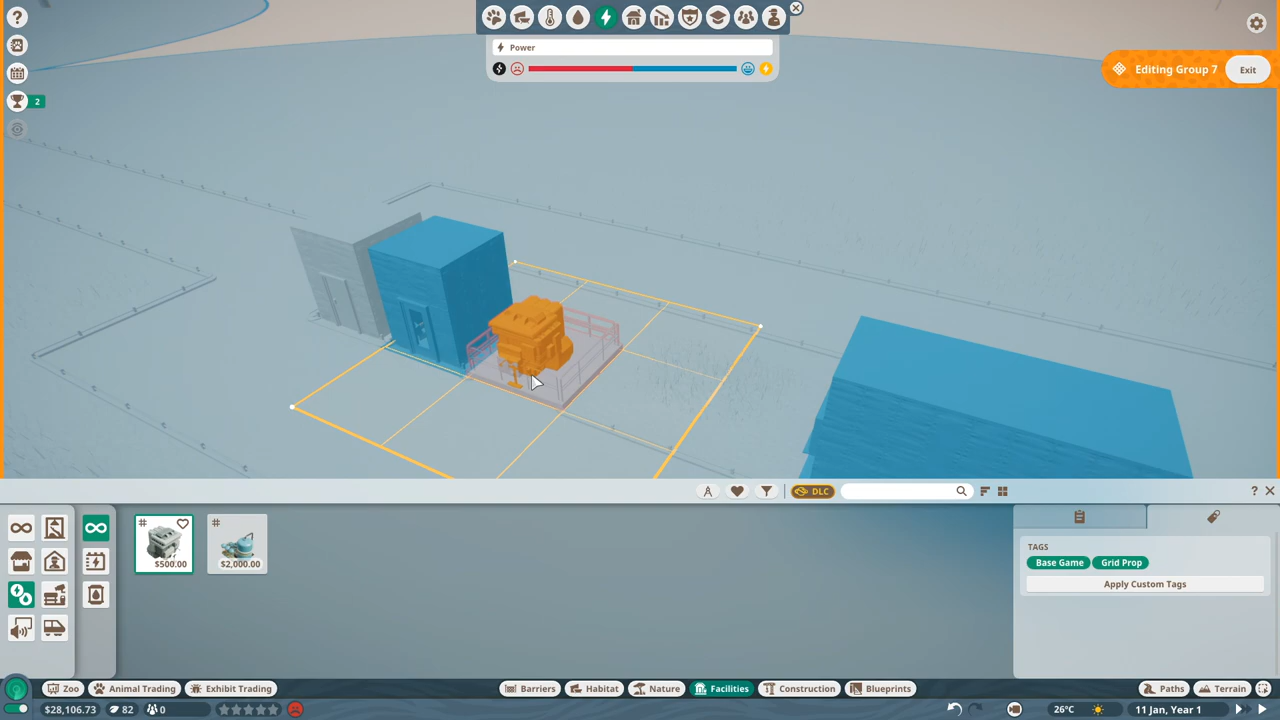 Power
Editing Group 7
Exit
2
DLC
#
$500.00
#
$2,000.00
TAGS
Base Game
Grid Prop
Apply Custom Tags
Zoo
Animal Trading
Exhibit Trading
Barriers
Habitat
Nature
Facilities
Construction
Blueprints
Paths
Terrain
$28,106.73
82
0
26°C
11 Jan, Year 1